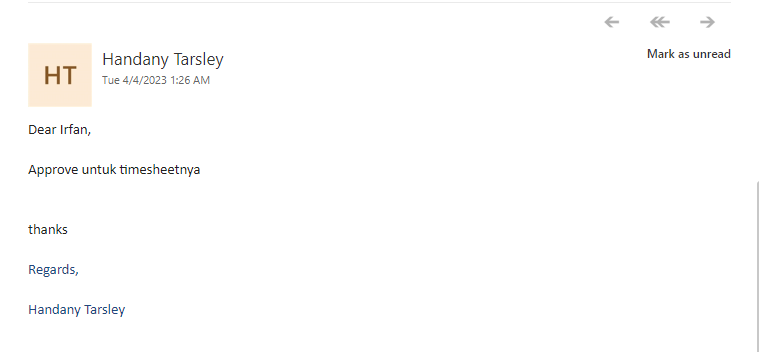 Mark as unread
HT
Handany Tarsley
Tue 4/4/2023 1:26 AM
Dear Irfan,
Approve untuk timesheetnya
thanks
Regards,
Handany Tarsley